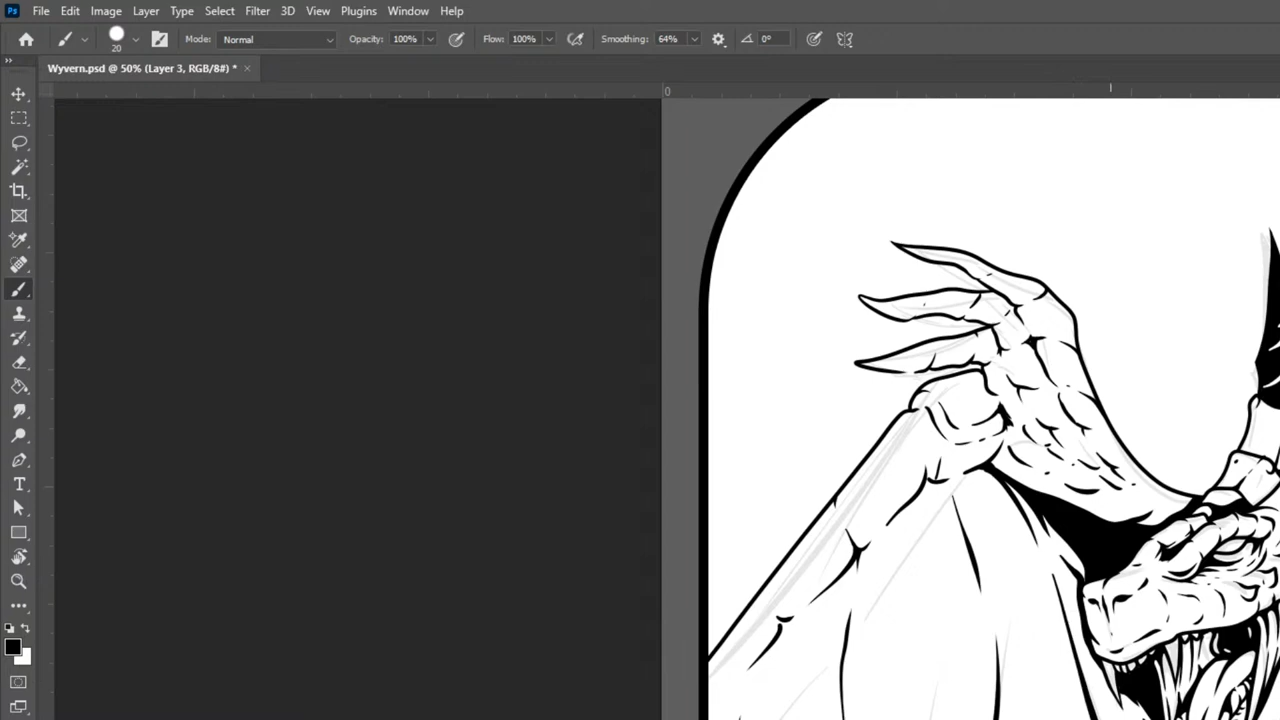 Ps File Edit Image Layer Type Select Filter 3D View Plugins Window Help
20 Mode: Normal Opacity: 100% Flow: 100% Smoothing: 64% 0°
Wyvern.psd @ 50% (Layer 3, RGB/8#) * ×
0